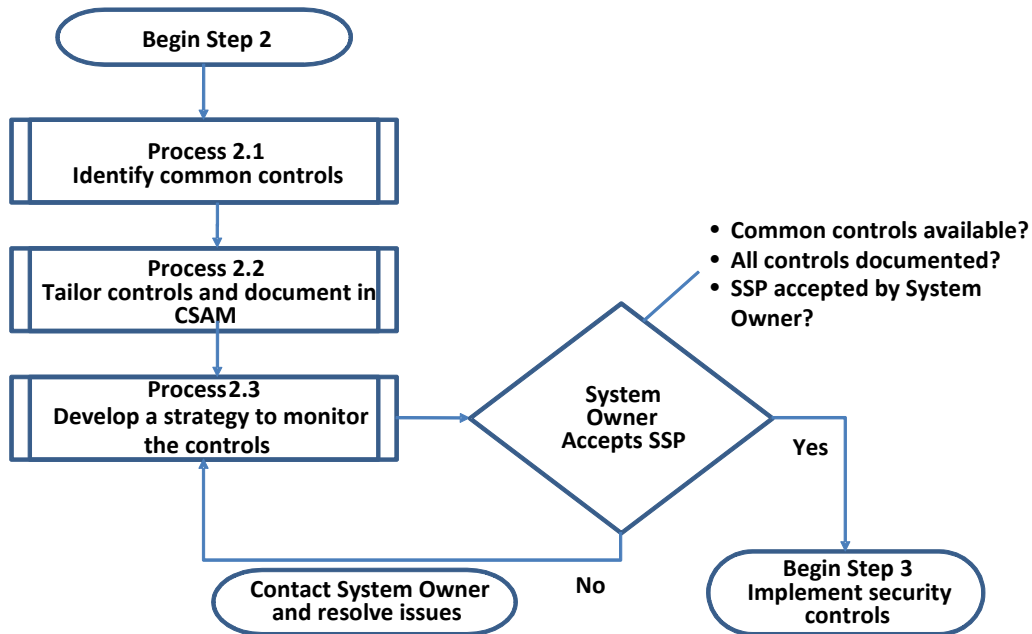 Begin Step 2
Process 2.1
Identify common controls
Process 2.2
Tailor controls and document in
CSAM
Process2.3
Develop a strategy to monitor
the controls
• Common controls available?
• All controls documented?
• SSP accepted by System
Owner?
System
Owner
Accepts SSP
Yes
No
Contact System Owner
and resolve issues
Begin Step 3
Implement security
controls